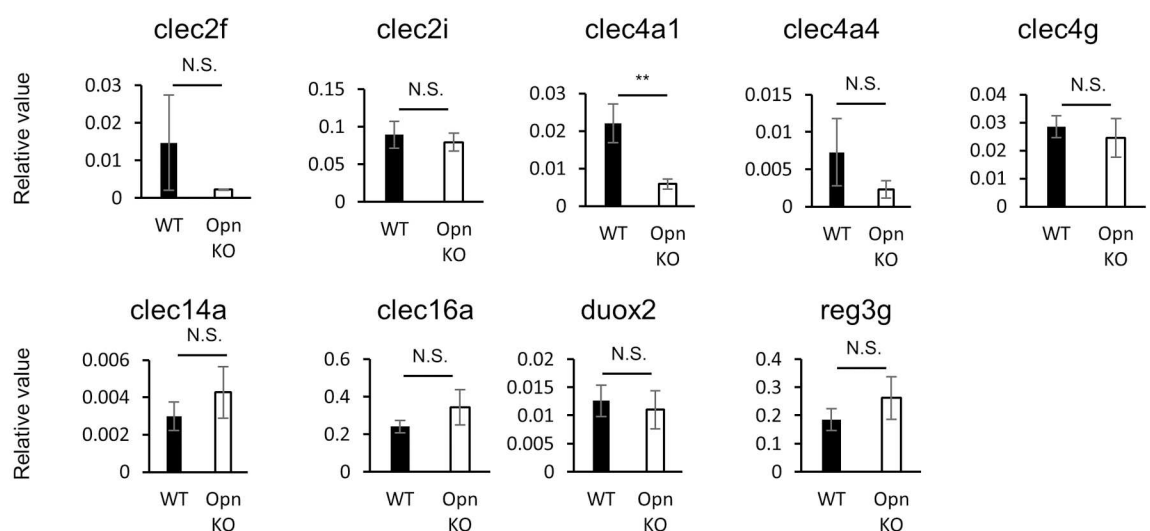 clec2f
clec2i
clec4a1
clec4a4
clec4g
Relative value
N.S.
0.03
0.02
0.01
0
WT
Opn
KO
N.S.
0.15
0.1
0.05
0
WT
Opn
KO
**
0.03
0.02
0.01
0
WT
Opn
KO
N.S.
0.015
0.01
0.005
0
WT
Opn
KO
N.S.
0.04
0.03
0.02
0.01
0
WT
Opn
KO
clec14a
clec16a
duox2
reg3g
Relative value
N.S.
0.006
0.004
0.002
0
WT
Opn
KO
N.S.
0.6
0.4
0.2
0
WT
Opn
KO
N.S.
0.02
0.015
0.01
0.005
0
WT
Opn
KO
N.S.
0.4
0.3
0.2
0.1
0
WT
Opn
KO